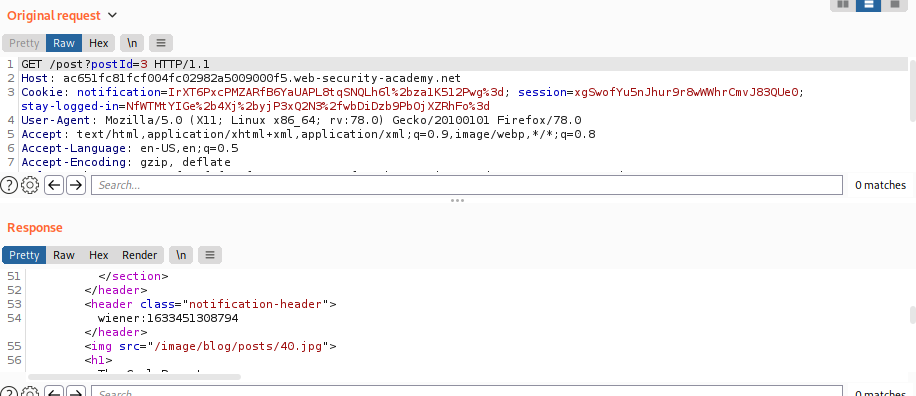 Original request
Pretty Raw Hex \n
1 GET /post?postId=3 HTTP/1.1
2 Host: ac651fc81fcf004fc02982a5009000f5.web-security-academy.net
3 Cookie: notification=IrXT6PxcPMZARfB6YaUAPL8tqSNQLh6l%2bza1K512Pwg%3d; session=xgSwofYu5nJhur9r8wWWhrCmvJ83QUe0;
stay-logged-in=NfWTMtYIGe%2b4Xj%2byjP3xQ2N3%2fwbDiDzb9PbOjXZRhFo%3d
4 User-Agent: Mozilla/5.0 (X11; Linux x86_64; rv:78.0) Gecko/20100101 Firefox/78.0
5 Accept: text/html,application/xhtml+xml,application/xml;q=0.9,image/webp,*/*;q=0.8
6 Accept-Language: en-US,en;q=0.5
7 Accept-Encoding: gzip, deflate
? Search... 0 matches
Response
Pretty Raw Hex Render \n
51 </section>
52 </header>
53 <header class="notification-header">
54 wiener:1633451308794
</header>
55 <img src="/image/blog/posts/40.jpg">
56 <h1>
? Search... 0 matches